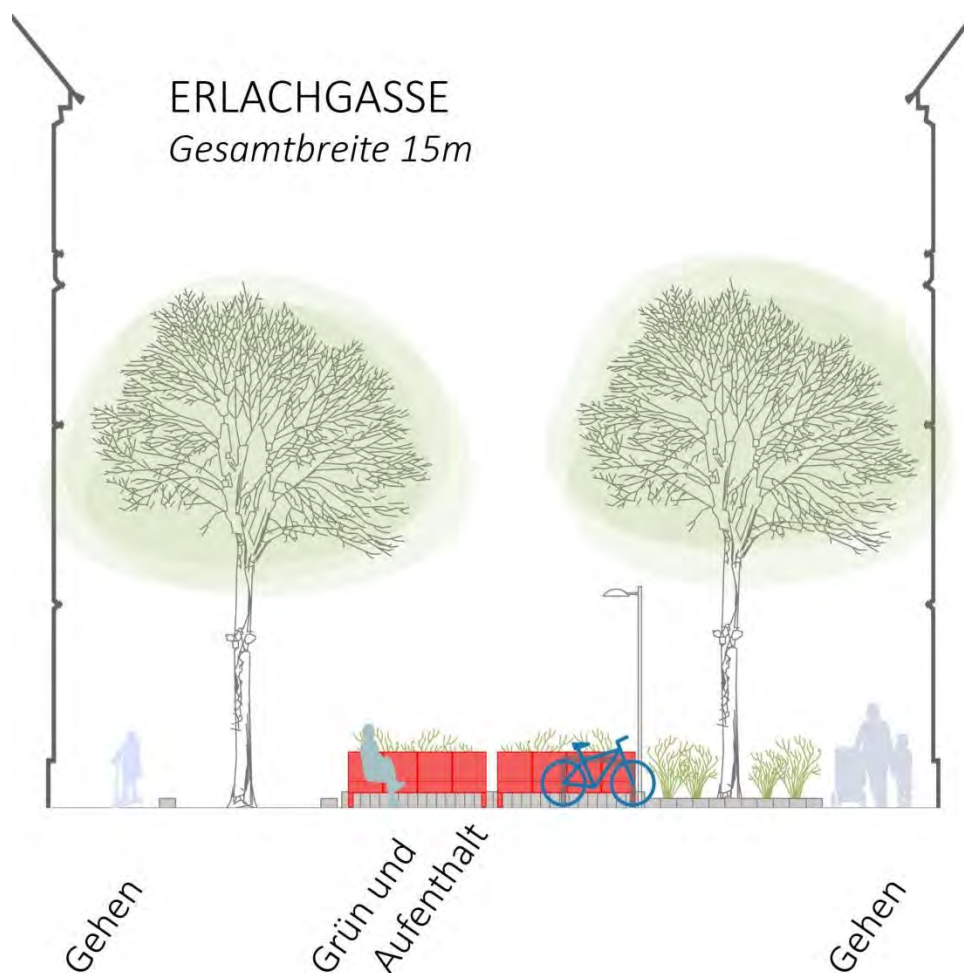 ERLACHGASSE
Gesamtbreite 15m
Gehen
Grün und
Aufenthalt
Gehen